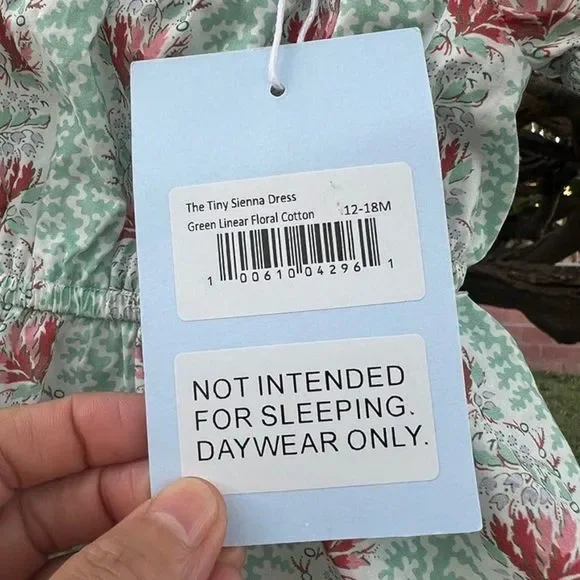 The Tiny Sienna Dress
Green Linear Floral Cotton 12-18M
1 00610 04296 1
NOT INTENDED
FOR SLEEPING.
DAYWEAR ONLY.